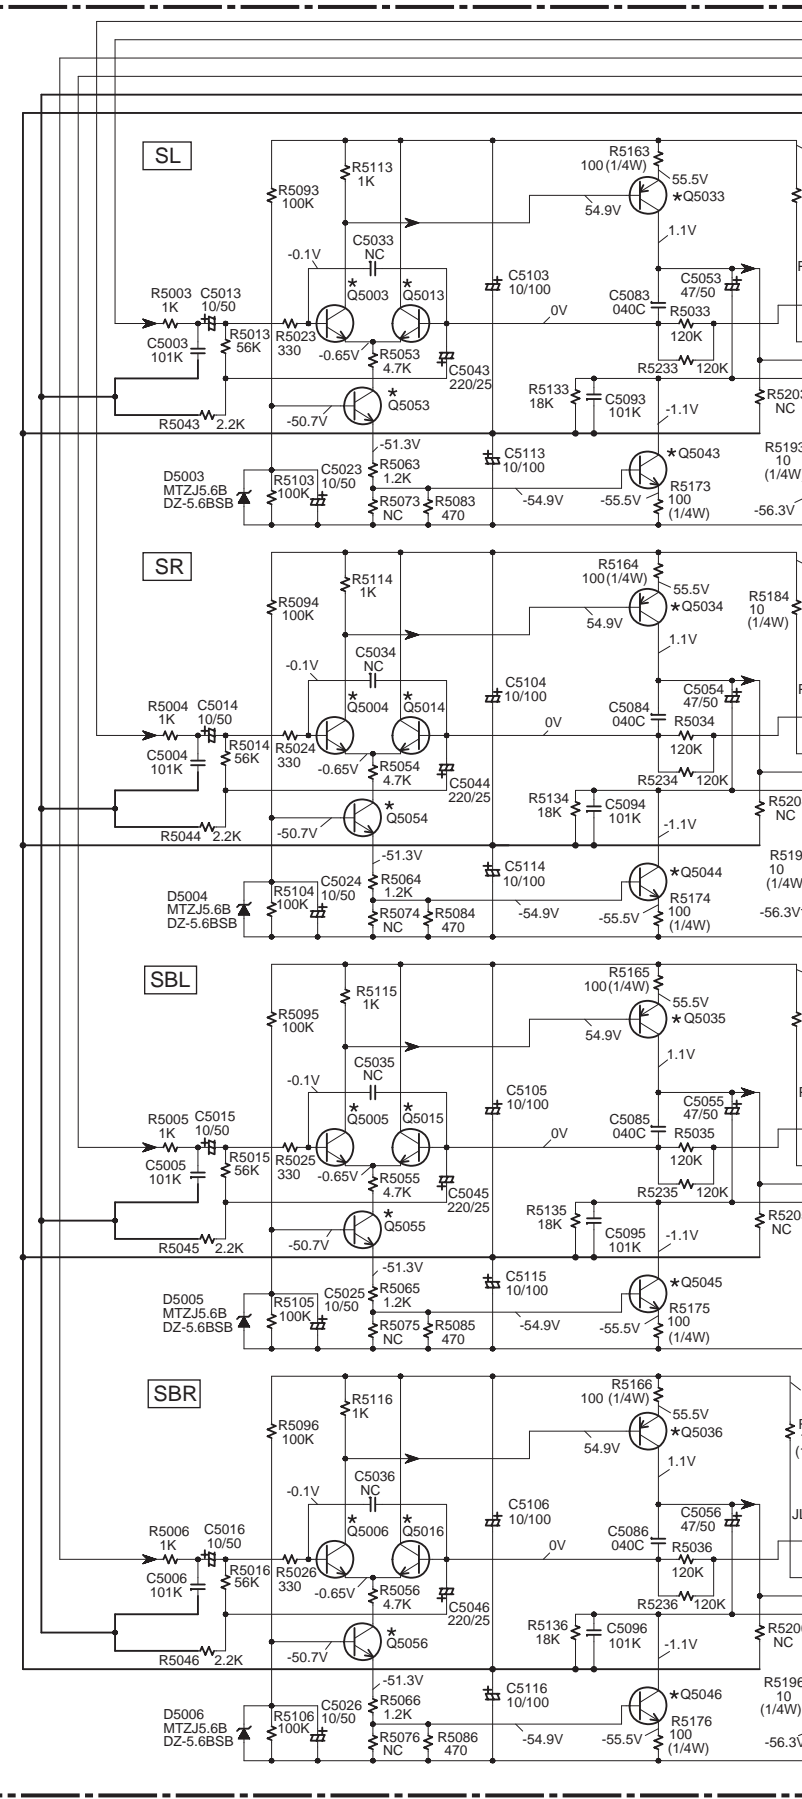 SL
R5163
100(1/4W)
55.5V
*Q5033
R5113
1K
R5093
100K
54.9V
1.1V
-0.1V
C5033
NC
*
Q5003
*
Q5013
C5103
10/100
C5053
47/50
C5083
040C
R5003
1K
C5013
10/50
0V
R5033
120K
C5003
101K
R5013
56K
R5023
330
-0.65V
R5053
4.7K
C5043
220/25
R5233
120K
*
Q5053
R5133
18K
C5093
101K
R5203
NC
R5043
2.2K
-50.7V
-1.1V
-51.3V
C5113
10/100
*Q5043
R5193
10
(1/4W
D5003
MTZJ5.6B
DZ-5.6BSB
R5103
100K
C5023
10/50
R5063
1.2K
R5073
NC
R5083
470
-54.9V
-55.5V
R5173
100
(1/4W)
-56.3V
SR
R5164
100(1/4W)
55.5V
*Q5034
R5114
1K
R5094
100K
54.9V
R5184
10
(1/4W)
1.1V
-0.1V
C5034
NC
*
Q5004
*
Q5014
C5104
10/100
C5054
47/50
C5084
040C
R5004
1K
C5014
10/50
0V
R5034
120K
C5004
101K
R5014
56K
R5024
330
-0.65V
R5054
4.7K
C5044
220/25
R5234
120K
*
Q5054
R5134
18K
C5094
101K
R520
NC
R5044
2.2K
-50.7V
-1.1V
-51.3V
C5114
10/100
*Q5044
R519
10
(1/4W
D5004
MTZJ5.6B
DZ-5.6BSB
R5104
100K
C5024
10/50
R5064
1.2K
R5074
NC
R5084
470
-54.9V
-55.5V
R5174
100
(1/4W)
-56.3V
SBL
R5165
100(1/4W)
55.5V
*Q5035
R5115
1K
R5095
100K
54.9V
1.1V
-0.1V
C5035
NC
*
Q5005
*
Q5015
C5105
10/100
C5055
47/50
C5085
040C
R5005
1K
C5015
10/50
0V
R5035
120K
C5005
101K
R5015
56K
R5025
330
-0.65V
R5055
4.7K
C5045
220/25
R5235
120K
*
Q5055
R5135
18K
C5095
101K
R520
NC
R5045
2.2K
-50.7V
-1.1V
-51.3V
C5115
10/100
*Q5045
D5005
MTZJ5.6B
DZ-5.6BSB
R5105
100K
C5025
10/50
R5065
1.2K
R5075
NC
R5085
470
-54.9V
-55.5V
R5175
100
(1/4W)
SBR
R5166
100 (1/4W)
55.5V
*Q5036
R5116
1K
R5096
100K
54.9V
1.1V
-0.1V
C5036
NC
*
Q5006
*
Q5016
C5106
10/100
C5056
47/50
C5086
040C
R5006
1K
C5016
10/50
0V
R5036
120K
C5006
101K
R5016
56K
R5026
330
-0.65V
R5056
4.7K
C5046
220/25
R5236
120K
*
Q5056
R5136
18K
C5096
101K
R5206
NC
R5046
2.2K
-50.7V
-1.1V
-51.3V
C5116
10/100
*Q5046
R5196
10
(1/4W)
D5006
MTZJ5.6B
DZ-5.6BSB
R5106
100K
C5026
10/50
R5066
1.2K
R5076
NC
R5086
470
-54.9V
-55.5V
R5176
100
(1/4W)
-56.3